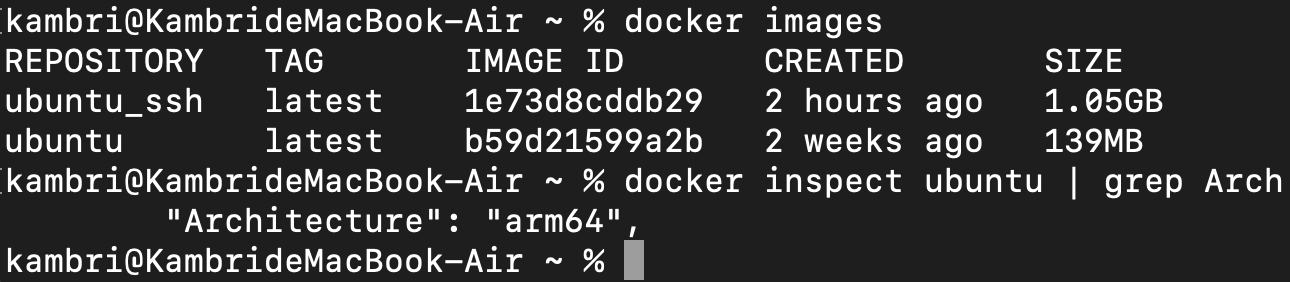 [kambri@KambrideMacBook-Air ~ % docker images
REPOSITORY   TAG       IMAGE ID       CREATED       SIZE
ubuntu_ssh   latest    1e73d8cddb29   2 hours ago   1.05GB
ubuntu       latest    b59d21599a2b   2 weeks ago   139MB
[kambri@KambrideMacBook-Air ~ % docker inspect ubuntu | grep Arch
        "Architecture": "arm64",
kambri@KambrideMacBook-Air ~ %